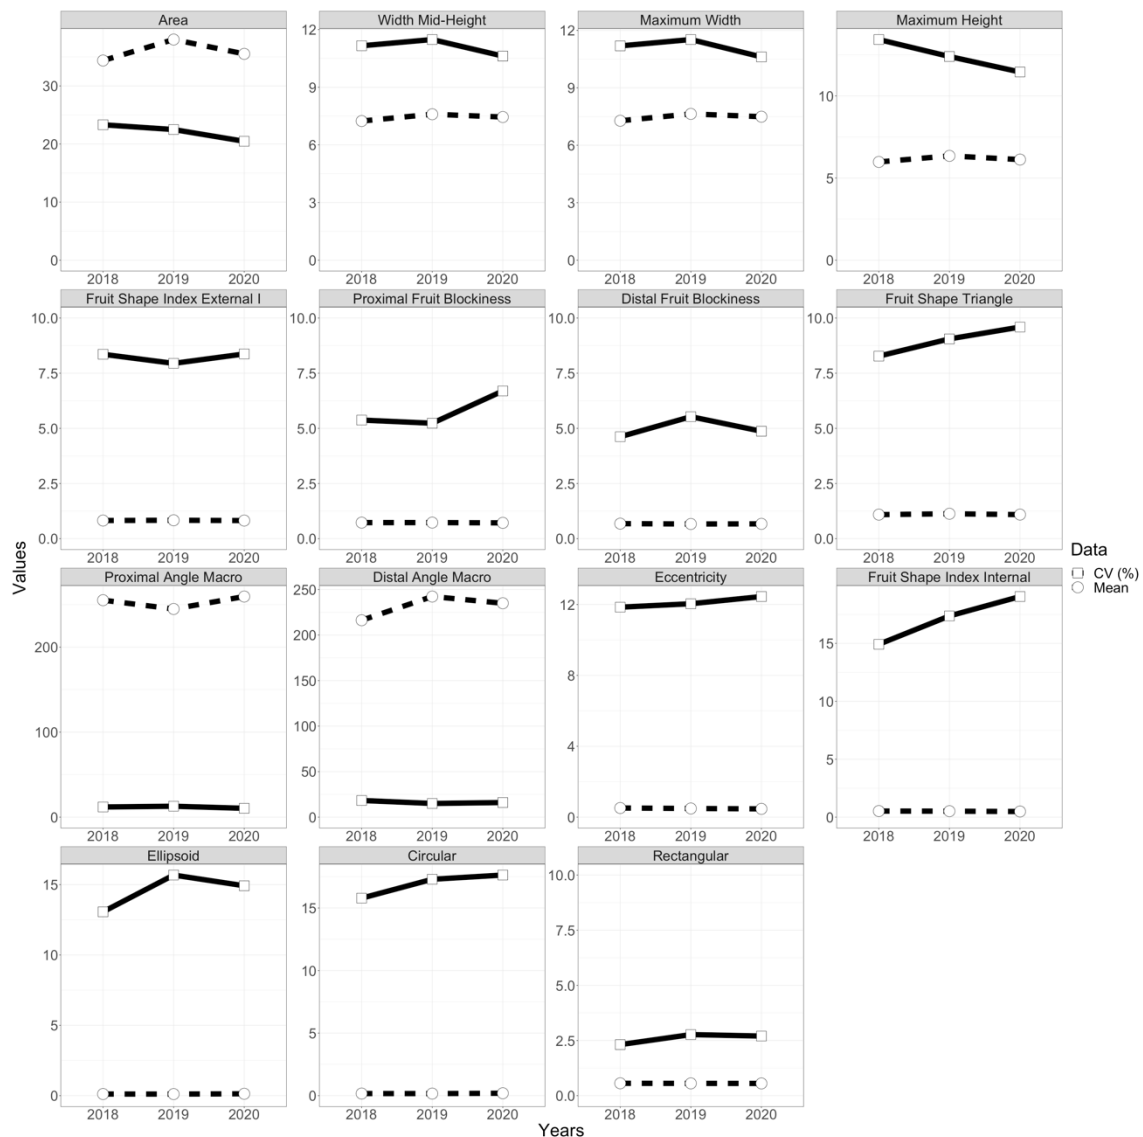 Area
Width Mid-Height
Maximum Width
Maximum Height
30
20
10
0
12
9
6
3
0
12
9
6
3
0
10
5
0
2018 2019 2020
2018 2019 2020
2018 2019 2020
2018 2019 2020
Fruit Shape Index External I
Proximal Fruit Blockiness
Distal Fruit Blockiness
Fruit Shape Triangle
10.0
7.5
5.0
2.5
0.0
10.0
7.5
5.0
2.5
0.0
10.0
7.5
5.0
2.5
0.0
10.0
7.5
5.0
2.5
0.0
2018 2019 2020
2018 2019 2020
2018 2019 2020
2018 2019 2020
Values
Proximal Angle Macro
Distal Angle Macro
Eccentricity
Fruit Shape Index Internal
200
100
0
250
200
150
100
50
0
12
8
4
0
15
10
5
0
2018 2019 2020
2018 2019 2020
2018 2019 2020
2018 2019 2020
Data
CV (%)
Mean
Ellipsoid
Circular
Rectangular
15
10
5
0
15
10
5
0
10.0
7.5
5.0
2.5
0.0
2018 2019 2020
2018 2019 2020
2018 2019 2020
Years